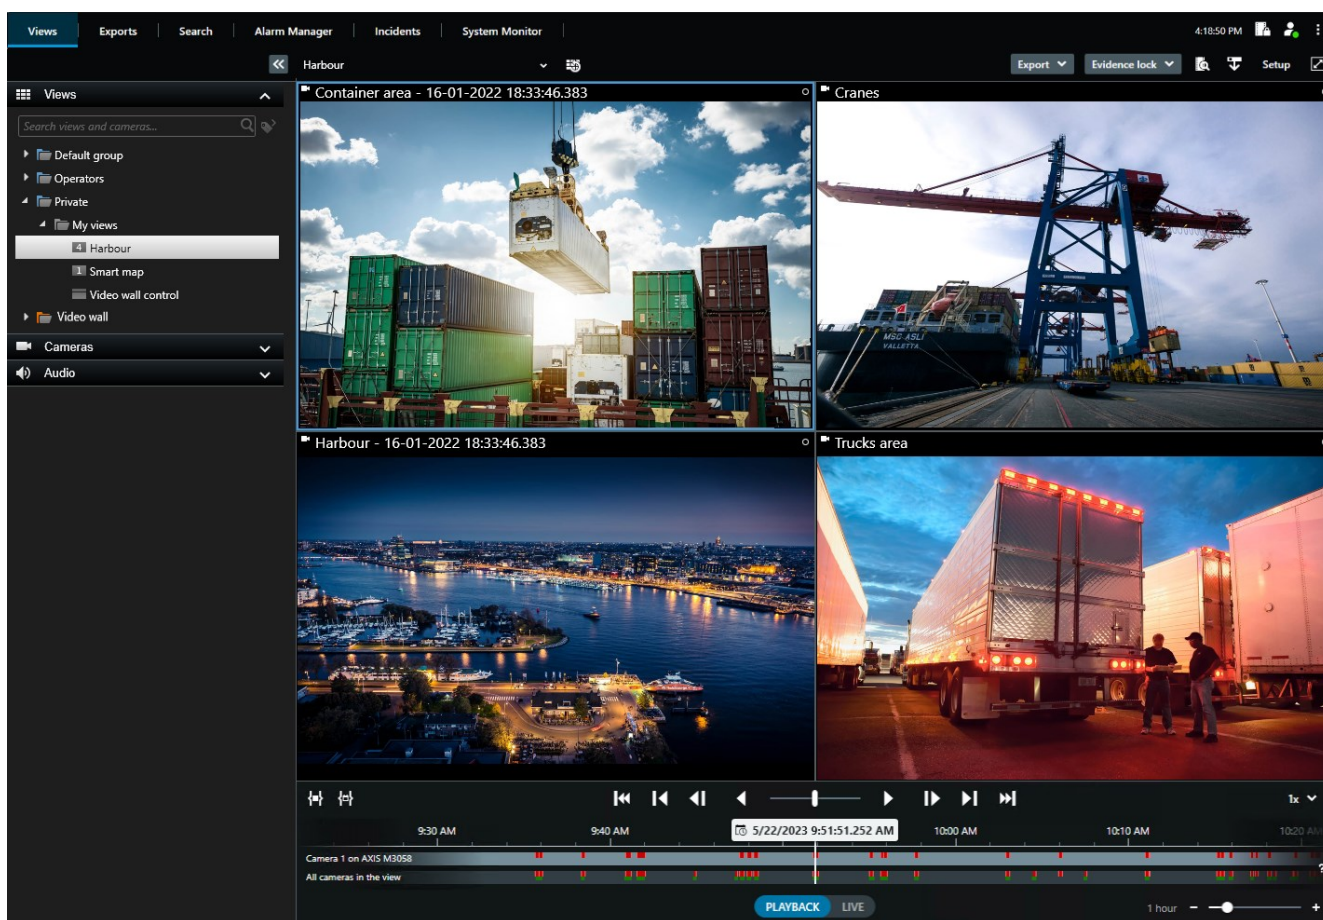 Views Exports Search Alarm Manager Incidents System Monitor 4:18:50 PM
Harbour Export Evidence lock Setup
Views
Search views and cameras...
Default group
Operators
Private
My views
4 Harbour
1 Smart map
Video wall control
Video wall
Cameras
Audio
Container area - 16-01-2022 18:33:46.383
Cranes
MSC ASLI
VALLETTA
Harbour - 16-01-2022 18:33:46.383
Trucks area
1x
9:30 AM 9:40 AM 5/22/2023 9:51:51.252 AM 10:00 AM 10:10 AM 10:20 AM
Camera 1 on AXIS M3058
All cameras in the view
?
PLAYBACK LIVE
1 hour - +